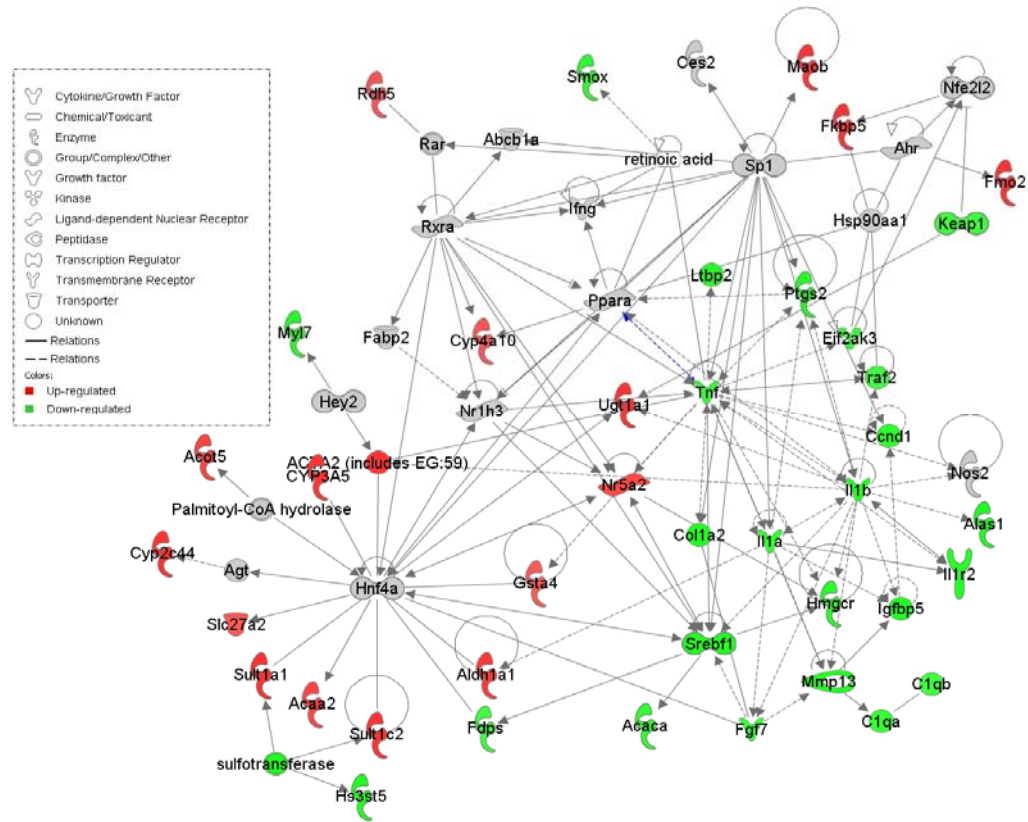 Cytokine/Growth Factor
Chemical/Toxicant
Enzyme
Group/Complex/Other
Growth factor
Kinase
Ligand-dependent Nuclear Receptor
Peptidase
Transcription Regulator
Transmembrane Receptor
Transporter
Unknown
Relations
Relations
Colors:
Up-regulated
Down-regulated
Ces2
Maob
Smox
Rdh5
Nfe2l2
Fkbp5
Abcb1a
Rar
Ahr
retinoic acid
Sp1
Fmo2
Ifng
Hsp90aa1
Keap1
Rxra
Ltbp2
Ptgs2
Ppara
Myl7
Fabp2
Cyp4a10
Eif2ak3
Traf2
Tnf
Hey2
Nr1h3
Ugt1a1
Ccnd1
Acot5
ACTA2 (includes EG:59)
CYP3A5
Nos2
Nr5a2
Il1b
Palmitoyl-CoA hydrolase
Alas1
Col1a2
Il1a
Cyp2c44
Agt
Il1r2
Hnf4a
Gsta4
Hmgcr
Igfbp5
Slc27a2
Srebf1
Sult1a1
Aldh1a1
Mmp13
C1qb
Acaa2
C1qa
Sult1c2
Fdps
Acaca
Fgf7
sulfotransferase
Hs3st5